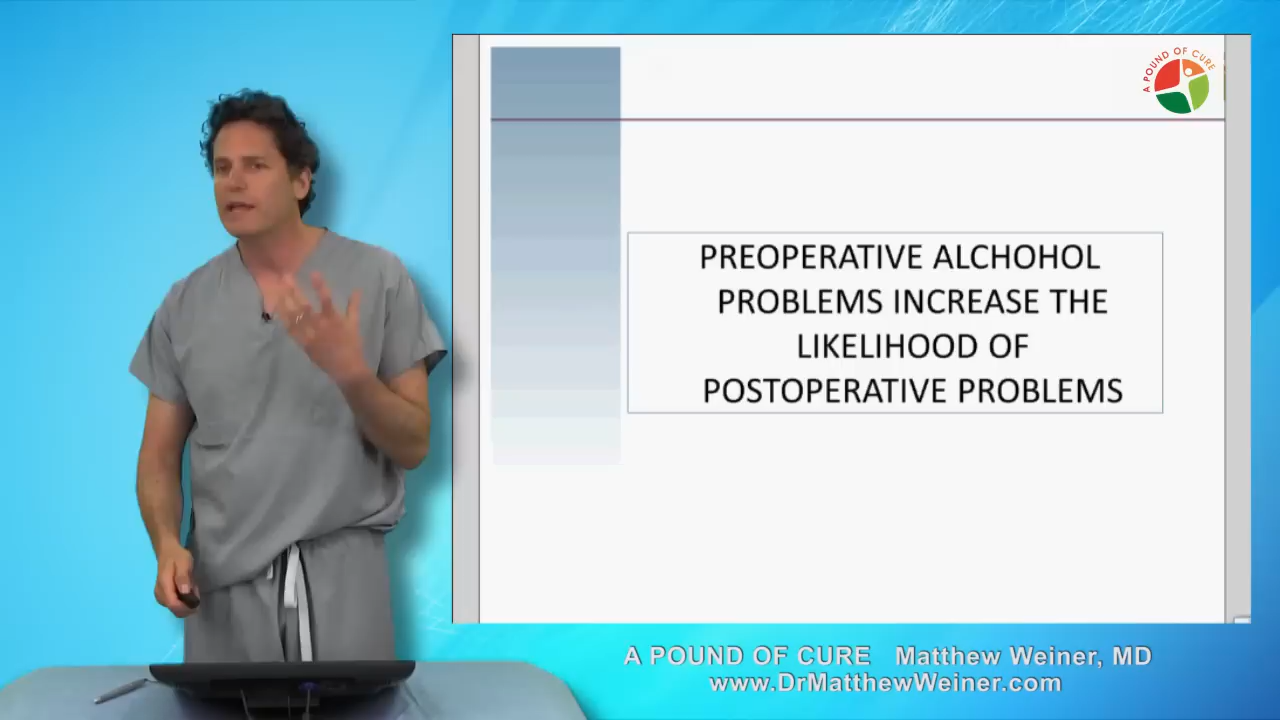 A POUND OF CURE
PREOPERATIVE ALCHOHOL
PROBLEMS INCREASE THE
LIKELIHOOD OF
POSTOPERATIVE PROBLEMS
A POUND OF CURE Matthew Weiner, MD
www.DrMatthewWeiner.com